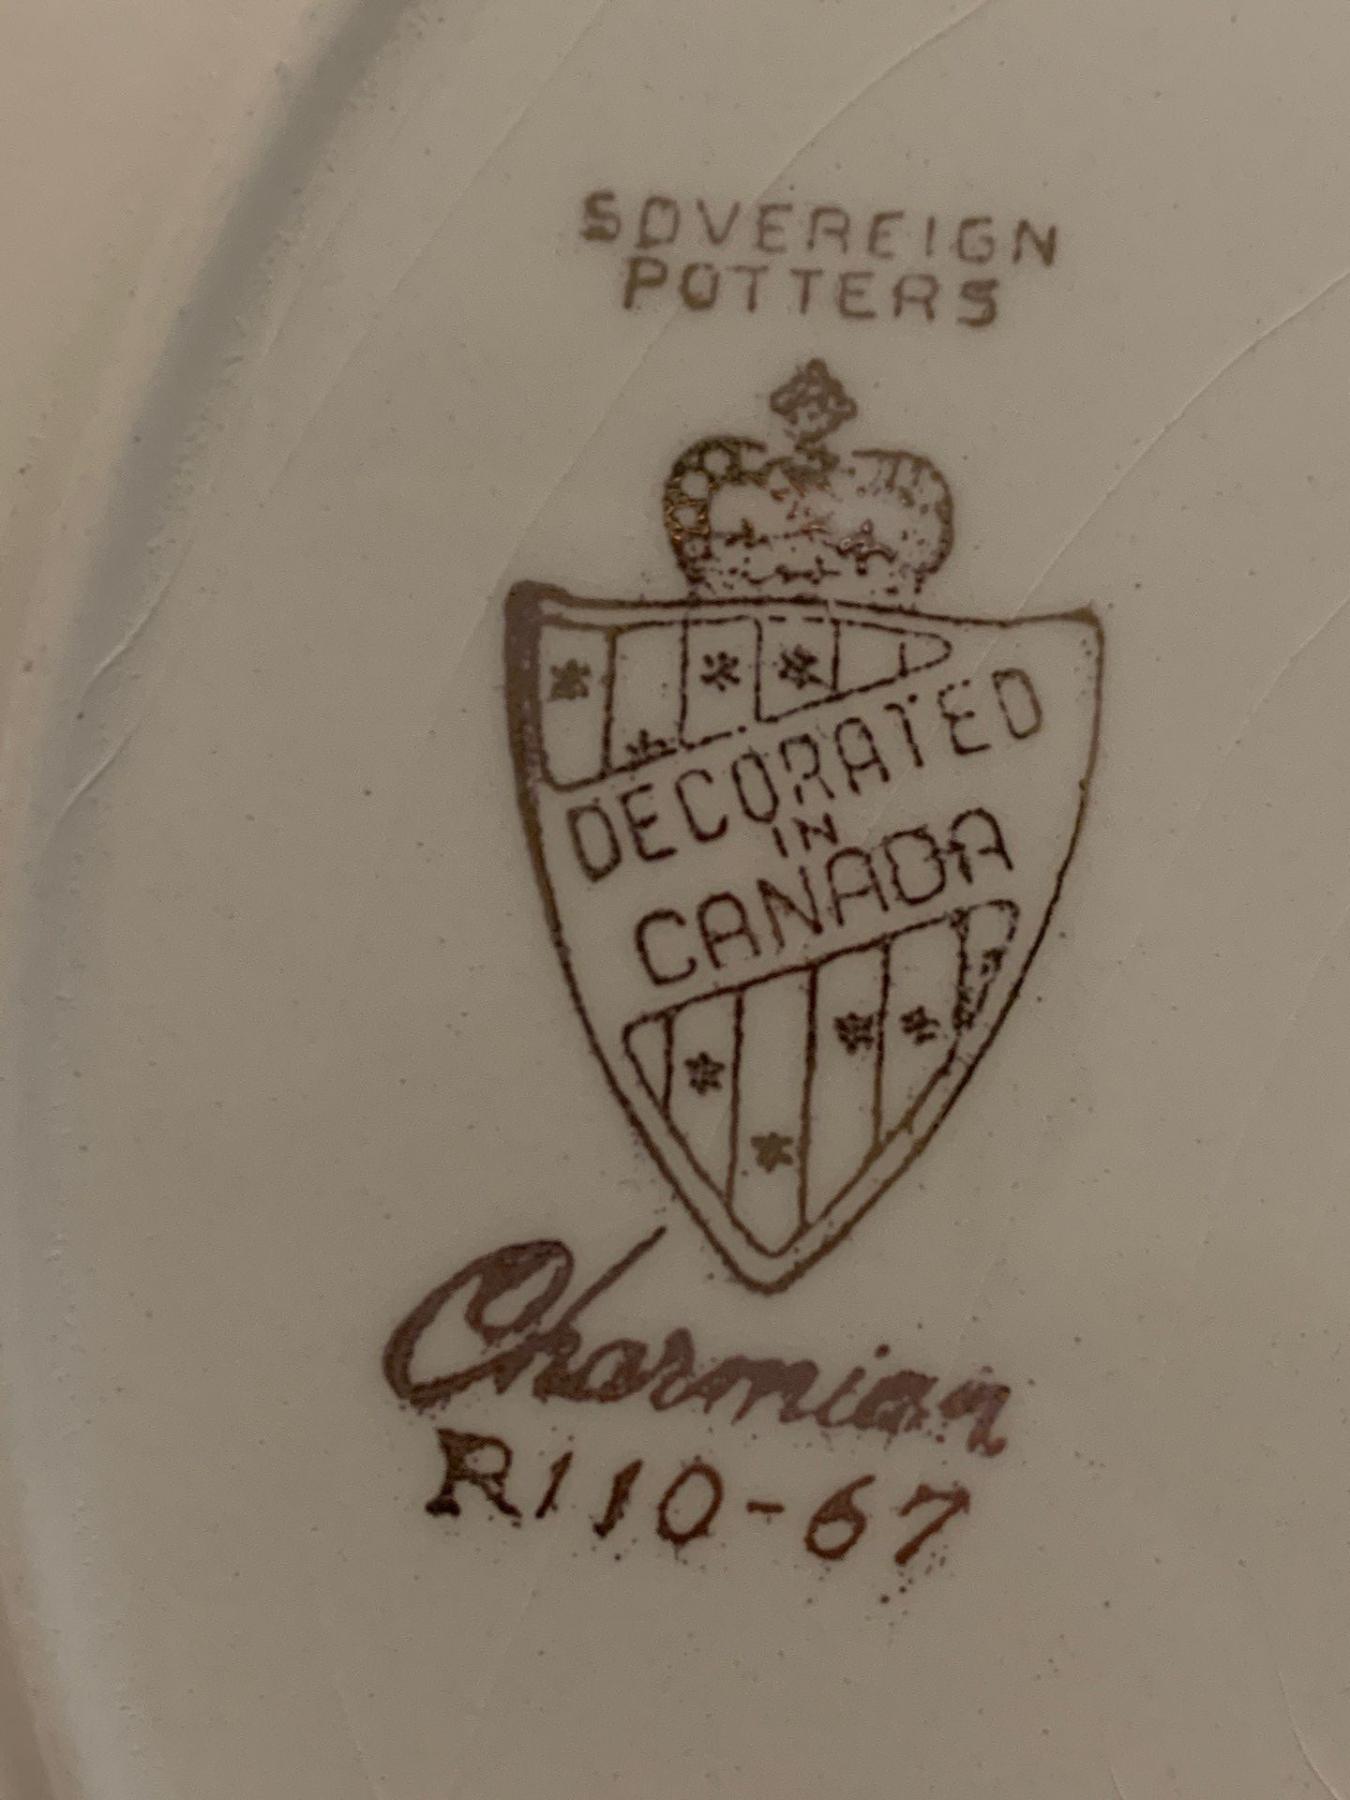 SOVEREIGN
POTTERS
DECORATED
IN
CANADA
Charmian
R110-67